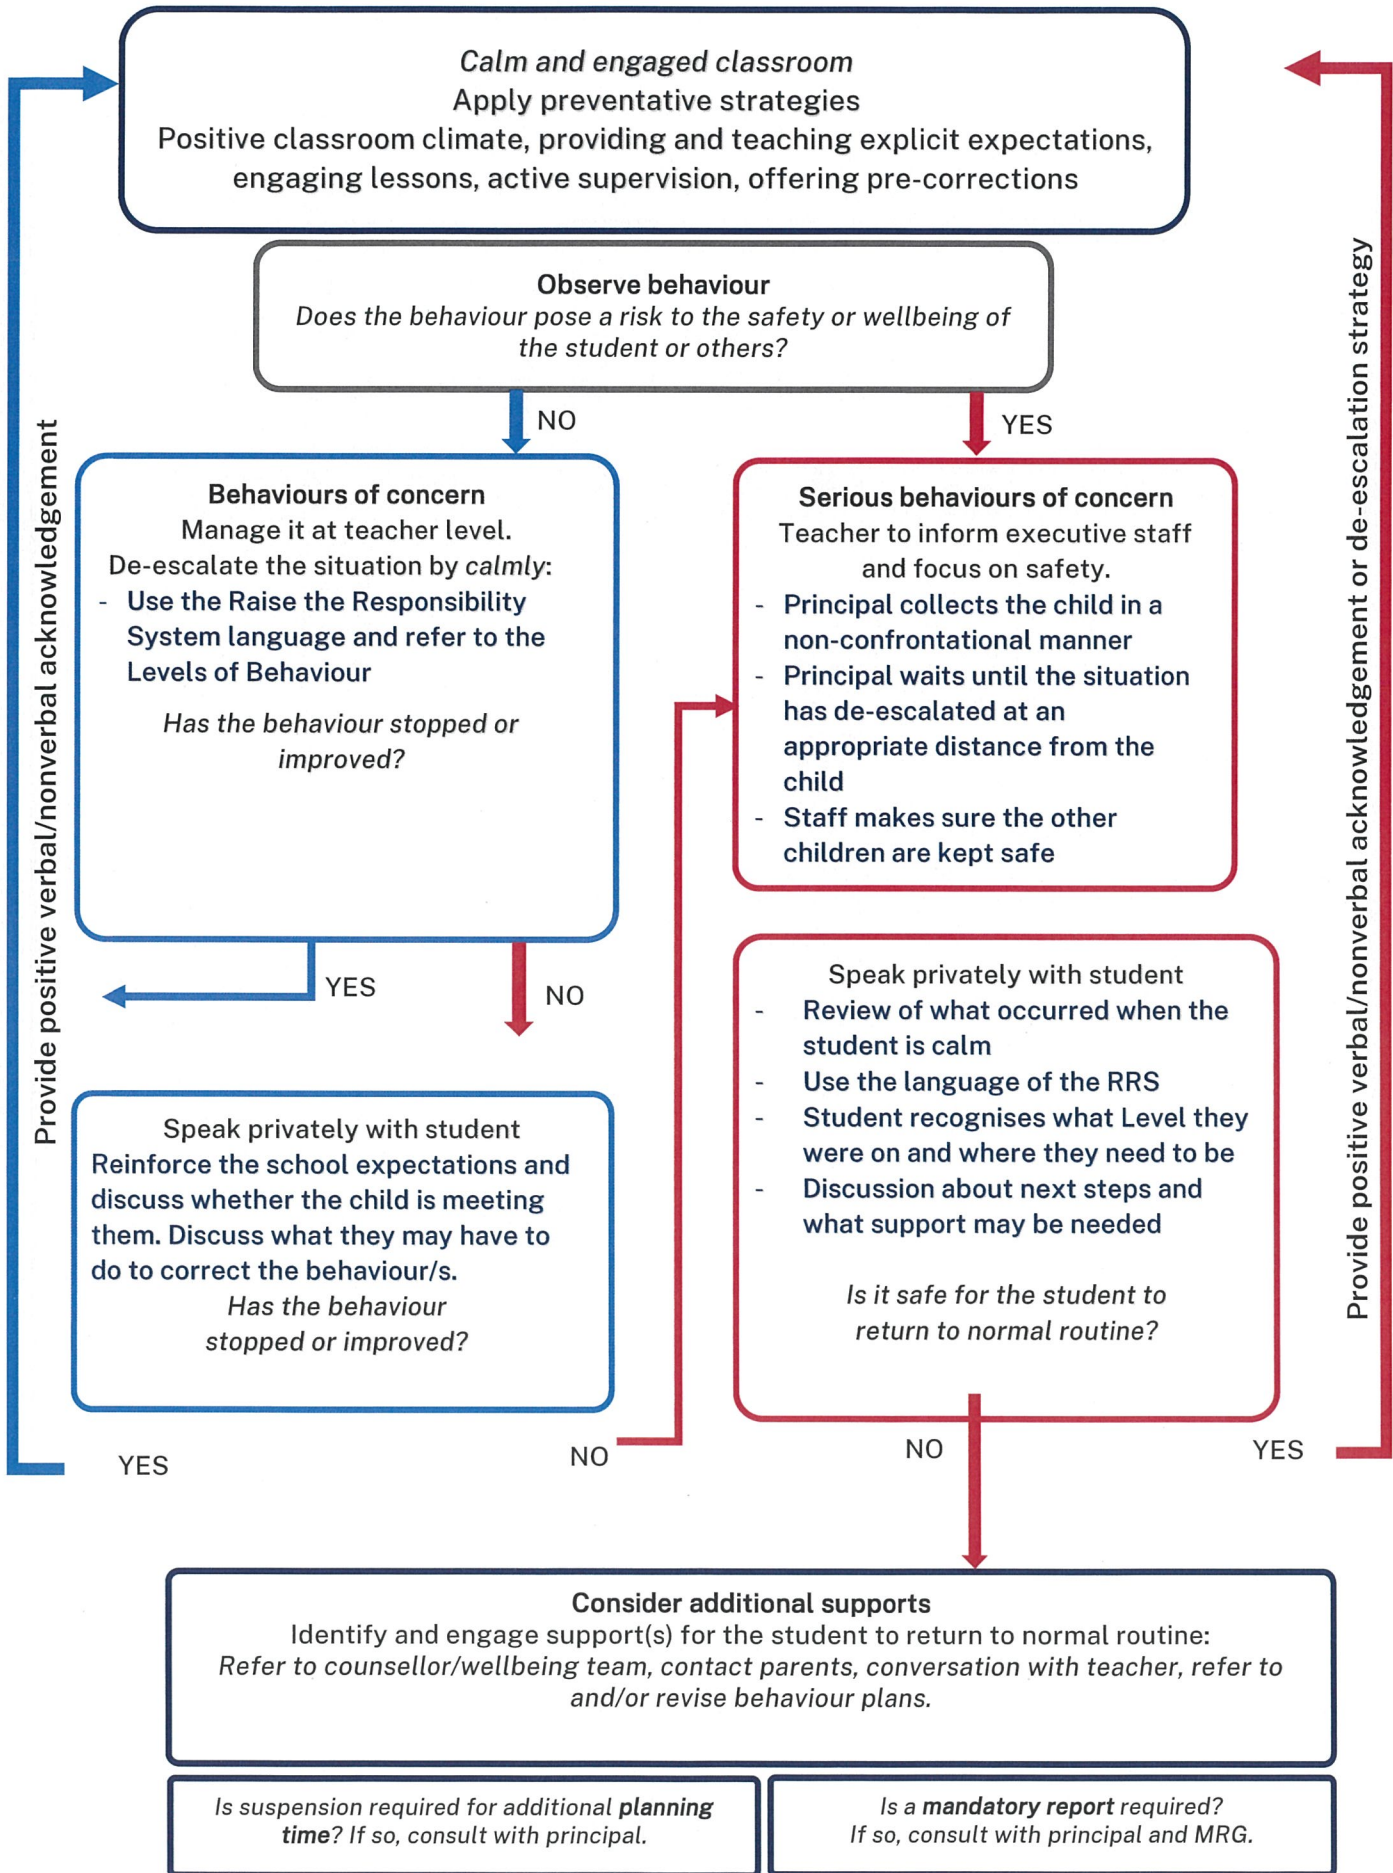 Calm and engaged classroom
Apply preventative strategies
Positive classroom climate, providing and teaching explicit expectations,
engaging lessons, active supervision, offering pre-corrections
Observe behaviour
Does the behaviour pose a risk to the safety or wellbeing of
the student or others?
NO
YES
Behaviours of concern
Manage it at teacher level.
De-escalate the situation by calmly:
- Use the Raise the Responsibility
System language and refer to the
Levels of Behaviour
Has the behaviour stopped or
improved?
YES
NO
Speak privately with student
Reinforce the school expectations and
discuss whether the child is meeting
them. Discuss what they may have to
do to correct the behaviour/s.
Has the behaviour
stopped or improved?
YES
NO
Provide positive verbal/nonverbal acknowledgement
Serious behaviours of concern
Teacher to inform executive staff
and focus on safety.
- Principal collects the child in a
non-confrontational manner
- Principal waits until the situation
has de-escalated at an
appropriate distance from the
child
- Staff makes sure the other
children are kept safe
Speak privately with student
- Review of what occurred when the
student is calm
- Use the language of the RRS
- Student recognises what Level they
were on and where they need to be
- Discussion about next steps and
what support may be needed
Is it safe for the student to
return to normal routine?
NO
YES
Provide positive verbal/nonverbal acknowledgement or de-escalation strategy
Consider additional supports
Identify and engage support(s) for the student to return to normal routine:
Refer to counsellor/wellbeing team, contact parents, conversation with teacher, refer to
and/or revise behaviour plans.
Is suspension required for additional planning
time? If so, consult with principal.
Is a mandatory report required?
If so, consult with principal and MRG.